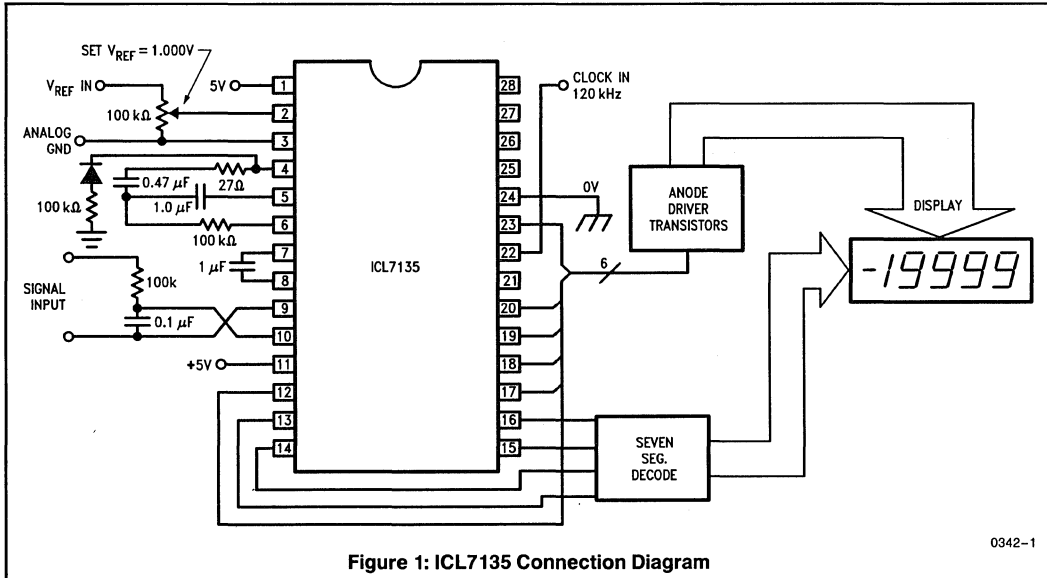 SET VREF = 1.000V
VREF IN
100 kΩ
ANALOG
GND
0.47 μF
27Ω
1.0 μF
100 kΩ
100 kΩ
1 μF
SIGNAL
INPUT
100k
0.1 μF
5V
+5V
1
2
3
4
5
6
7
8
9
10
11
12
13
14
ICL7135
28
27
26
25
24
23
22
21
20
19
18
17
16
15
CLOCK IN
120 kHz
0V
6
ANODE
DRIVER
TRANSISTORS
DISPLAY
-19999
SEVEN
SEG.
DECODE
0342-1
Figure 1: ICL7135 Connection Diagram